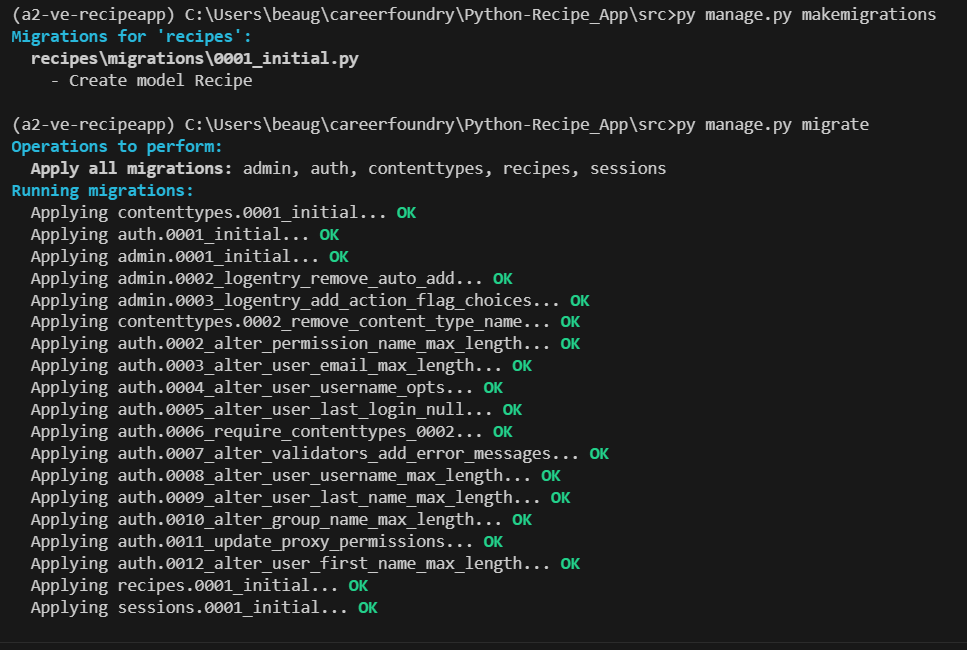 (a2-ve-recipeapp) C:\Users\beaug\careerfoundry\Python-Recipe_App\src>py manage.py makemigrations
Migrations for 'recipes':
  recipes\migrations\0001_initial.py
    - Create model Recipe

(a2-ve-recipeapp) C:\Users\beaug\careerfoundry\Python-Recipe_App\src>py manage.py migrate
Operations to perform:
  Apply all migrations: admin, auth, contenttypes, recipes, sessions
Running migrations:
  Applying contenttypes.0001_initial... OK
  Applying auth.0001_initial... OK
  Applying admin.0001_initial... OK
  Applying admin.0002_logentry_remove_auto_add... OK
  Applying admin.0003_logentry_add_action_flag_choices... OK
  Applying contenttypes.0002_remove_content_type_name... OK
  Applying auth.0002_alter_permission_name_max_length... OK
  Applying auth.0003_alter_user_email_max_length... OK
  Applying auth.0004_alter_user_username_opts... OK
  Applying auth.0005_alter_user_last_login_null... OK
  Applying auth.0006_require_contenttypes_0002... OK
  Applying auth.0007_alter_validators_add_error_messages... OK
  Applying auth.0008_alter_user_username_max_length... OK
  Applying auth.0009_alter_user_last_name_max_length... OK
  Applying auth.0010_alter_group_name_max_length... OK
  Applying auth.0011_update_proxy_permissions... OK
  Applying auth.0012_alter_user_first_name_max_length... OK
  Applying recipes.0001_initial... OK
  Applying sessions.0001_initial... OK